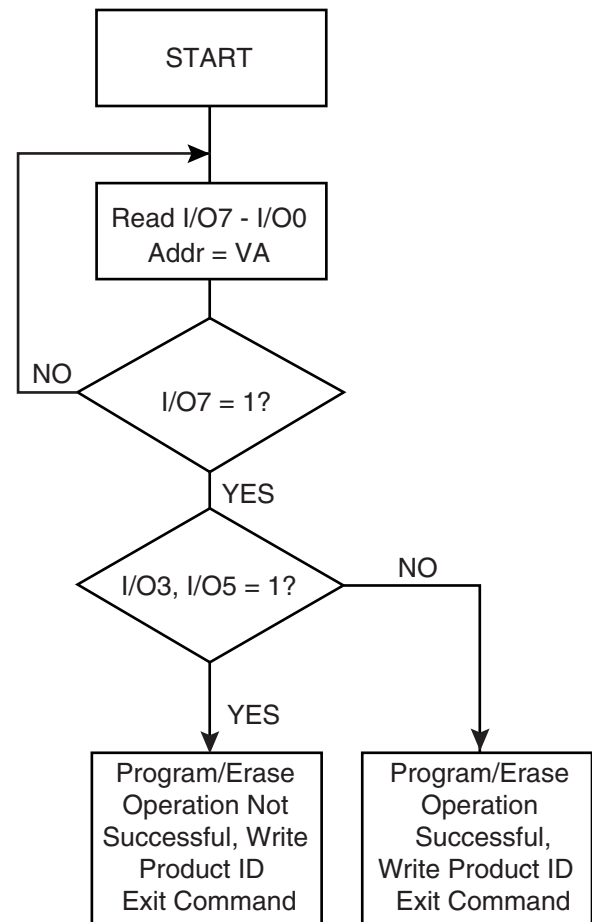 START
Read I/O7 - I/O0
Addr = VA
NO
I/O7 = 1?
YES
I/O3, I/O5 = 1?
NO
YES
Program/Erase
Operation Not
Successful, Write
Product ID
Exit Command
Program/Erase
Operation
Successful,
Write Product ID
Exit Command